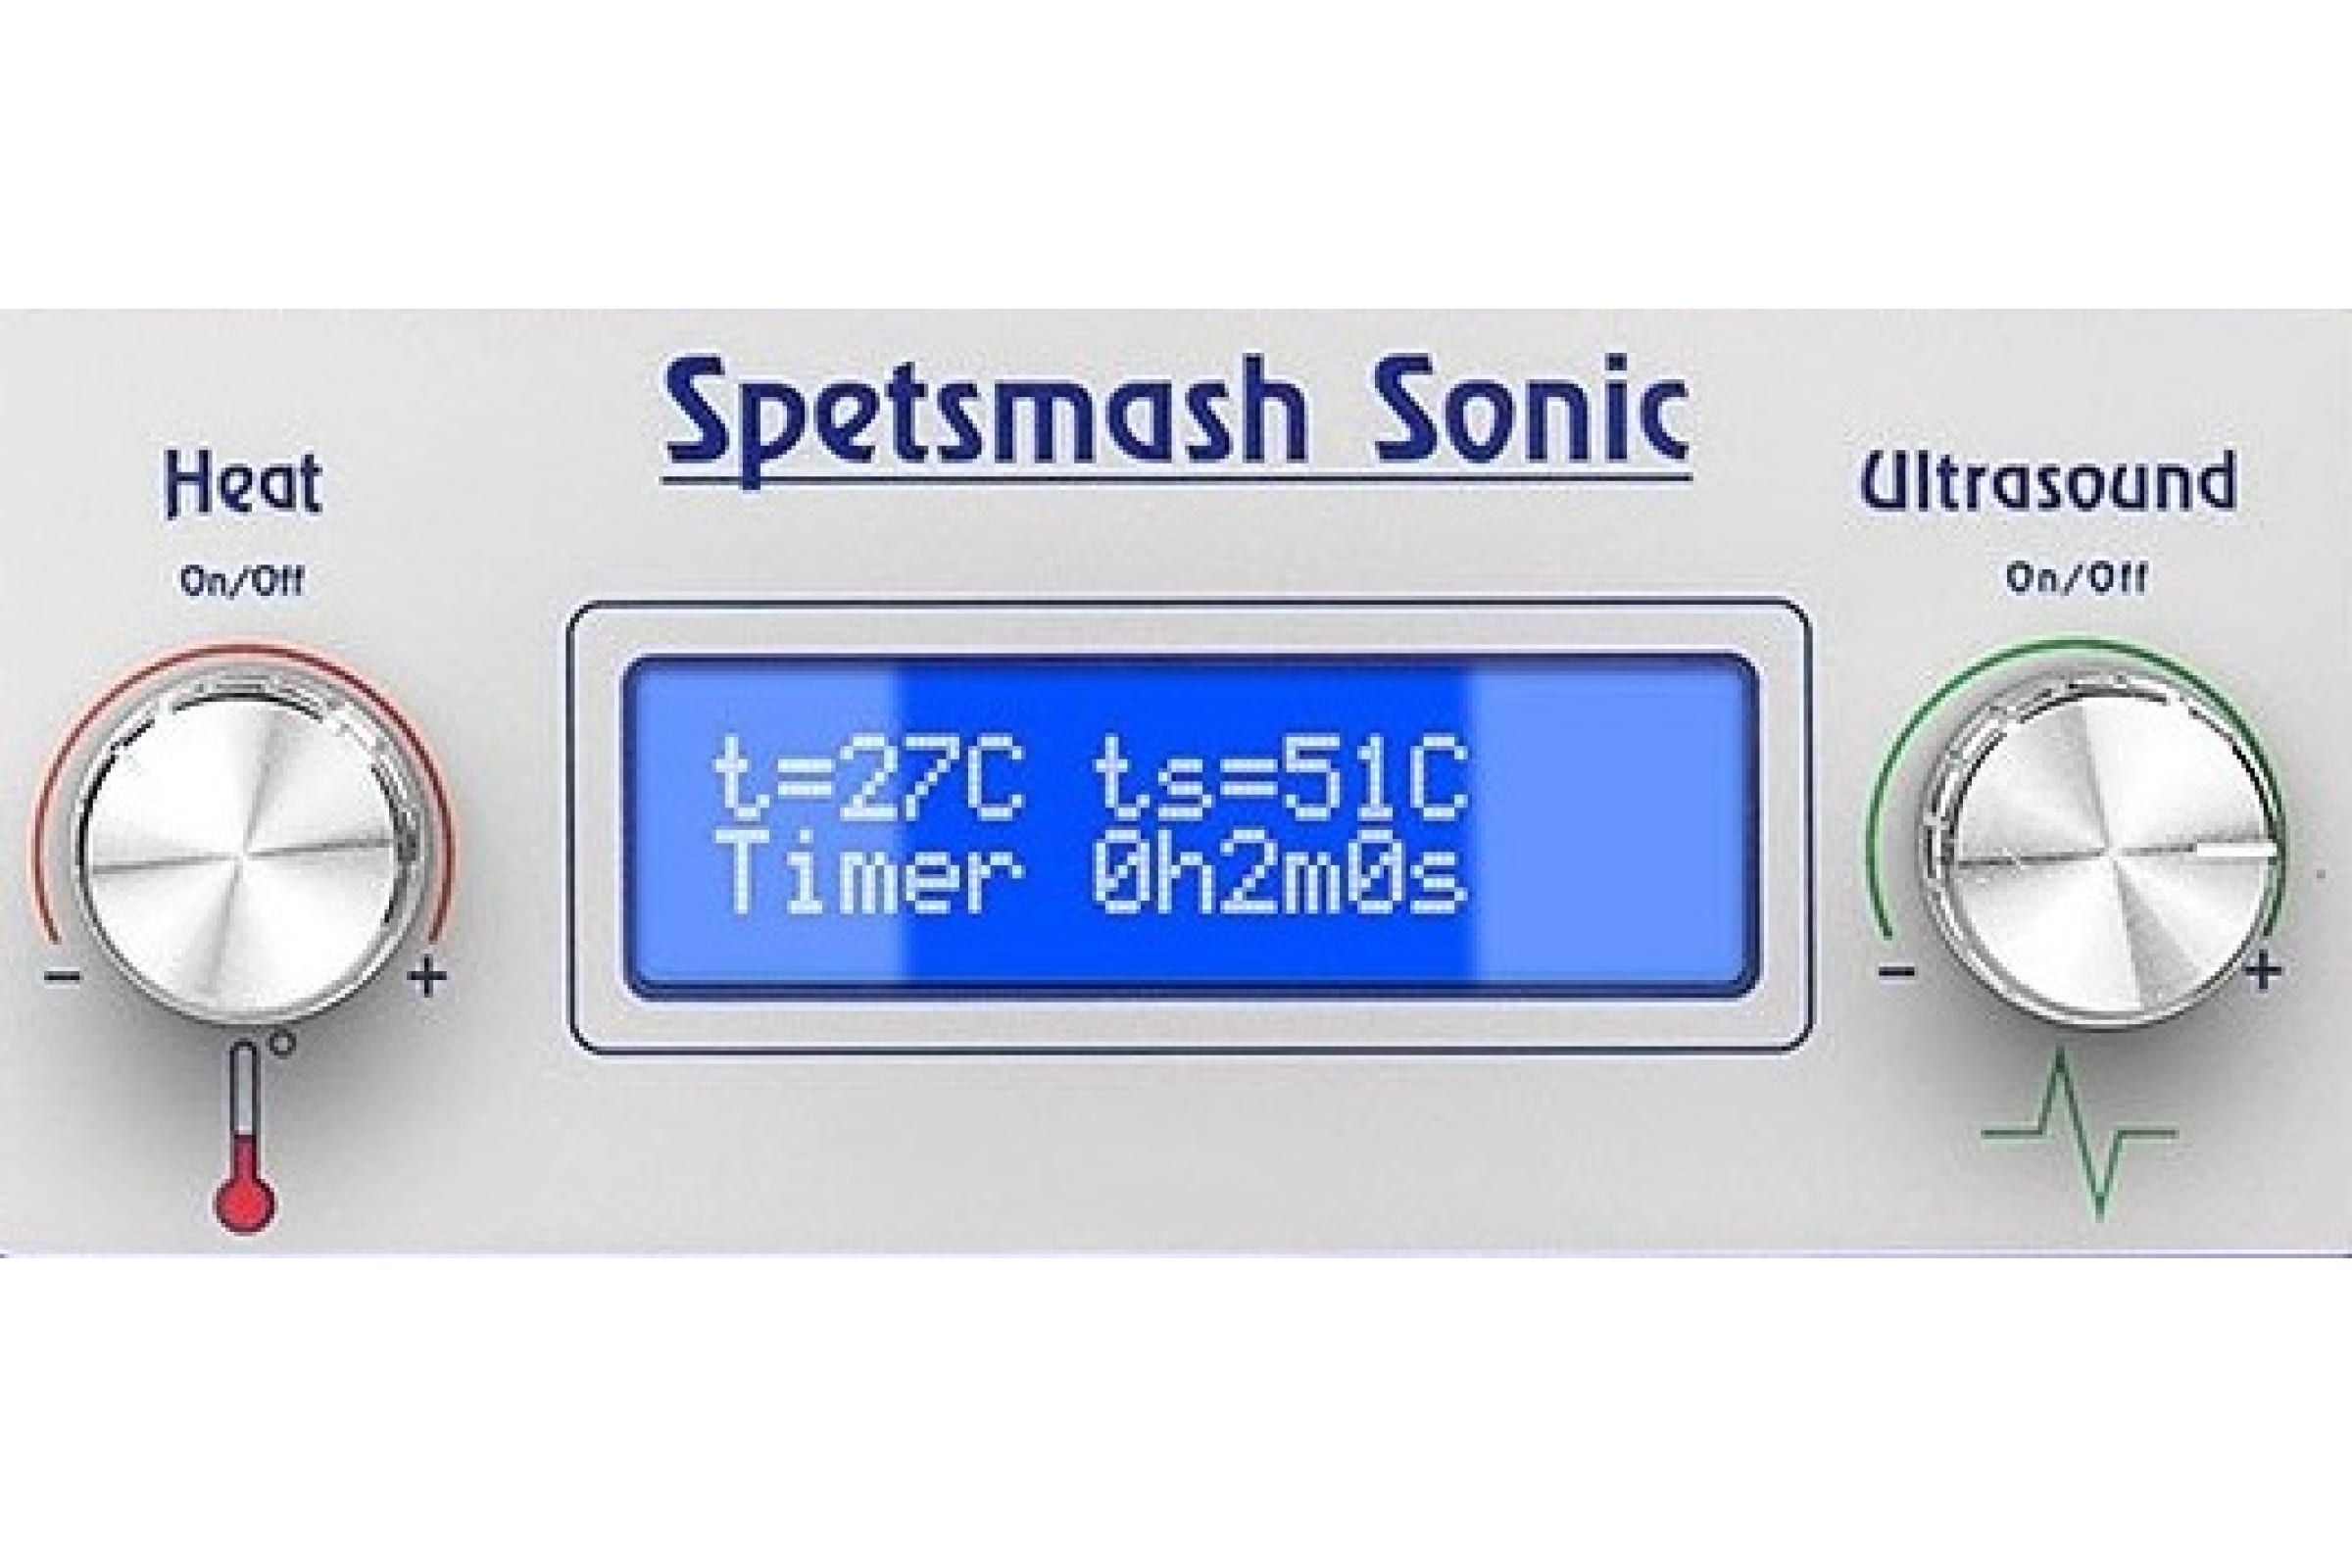 Spetsmash Sonic
Heat
Ultrasound
On/Off
On/Off
t=27C ts=51C
Timer 0h2m0s
- +
- +